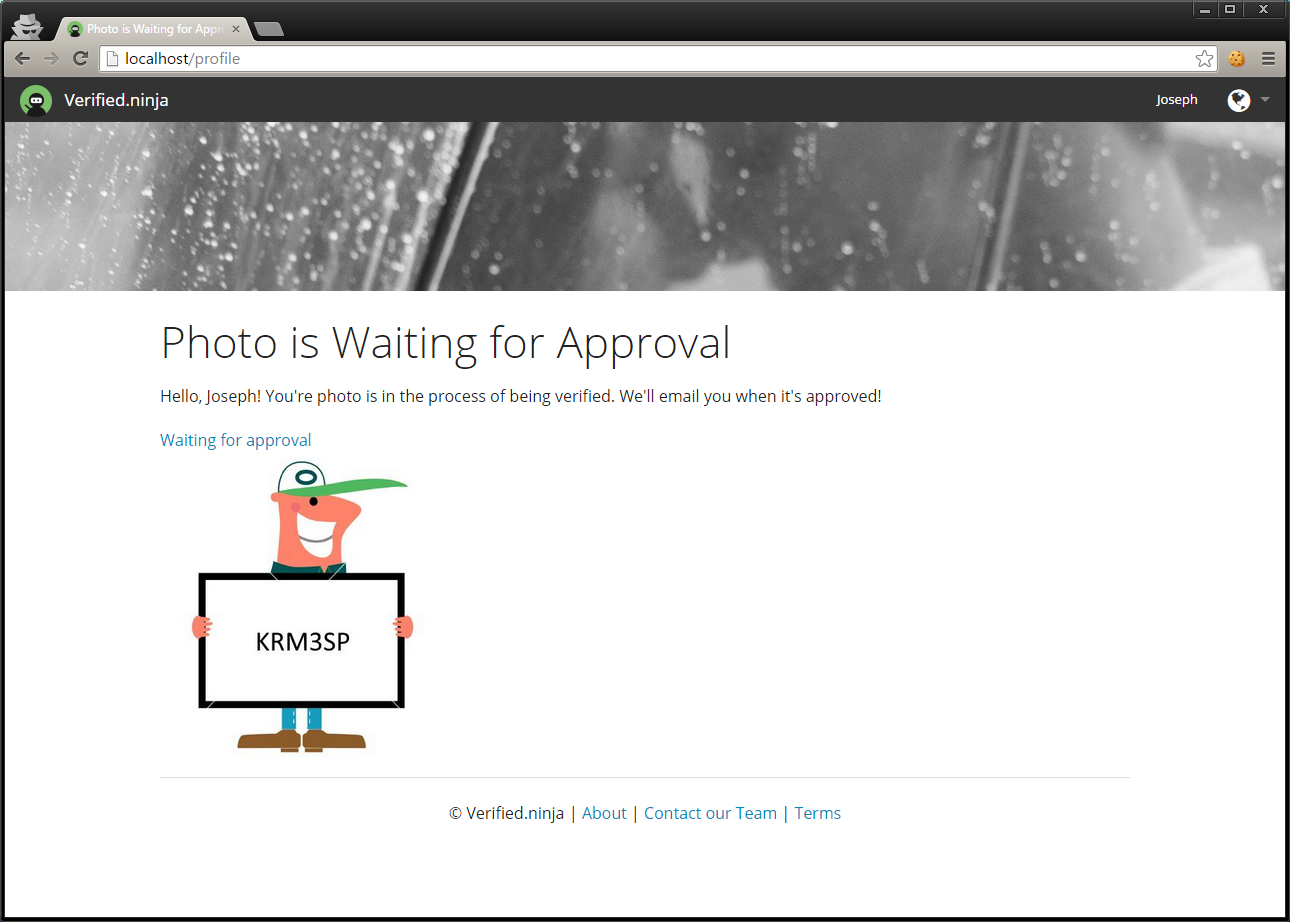 Photo is Waiting for Appr
localhost/profile
Verified.ninja
Joseph
Photo is Waiting for Approval
Hello, Joseph! You're photo is in the process of being verified. We'll email you when it's approved!
Waiting for approval
KRM3SP
© Verified.ninja | About | Contact our Team | Terms